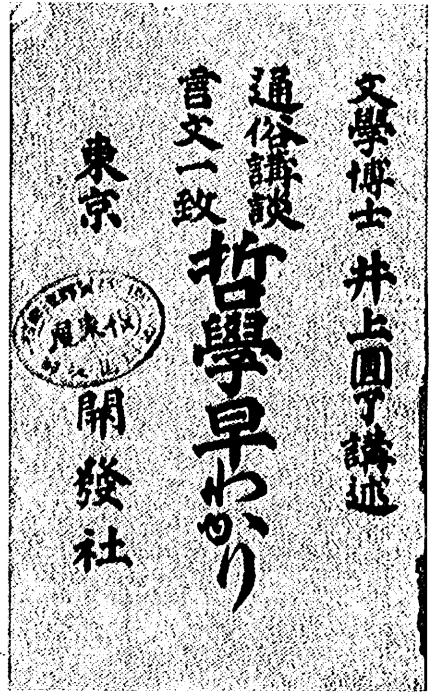 文學博士 井上圓了講述
通俗講談
言文一致
哲學早わかり
東京 開發社